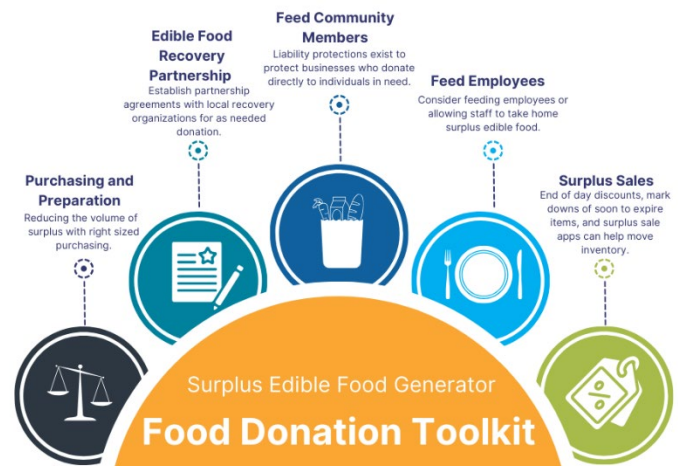 Feed Community
Members
Liability protections exist to
protect businesses who donate
directly to individuals in need.
Edible Food
Recovery
Partnership
Establish partnership
agreements with local recovery
organizations for as needed
donation.
Feed Employees
Consider feeding employees or
allowing staff to take home
surplus edible food.
Purchasing and
Preparation
Reducing the volume of
surplus with right sized
purchasing.
Surplus Sales
End of day discounts, mark
downs of soon to expire
items, and surplus sale
apps can help move
inventory.
%
Surplus Edible Food Generator
Food Donation Toolkit